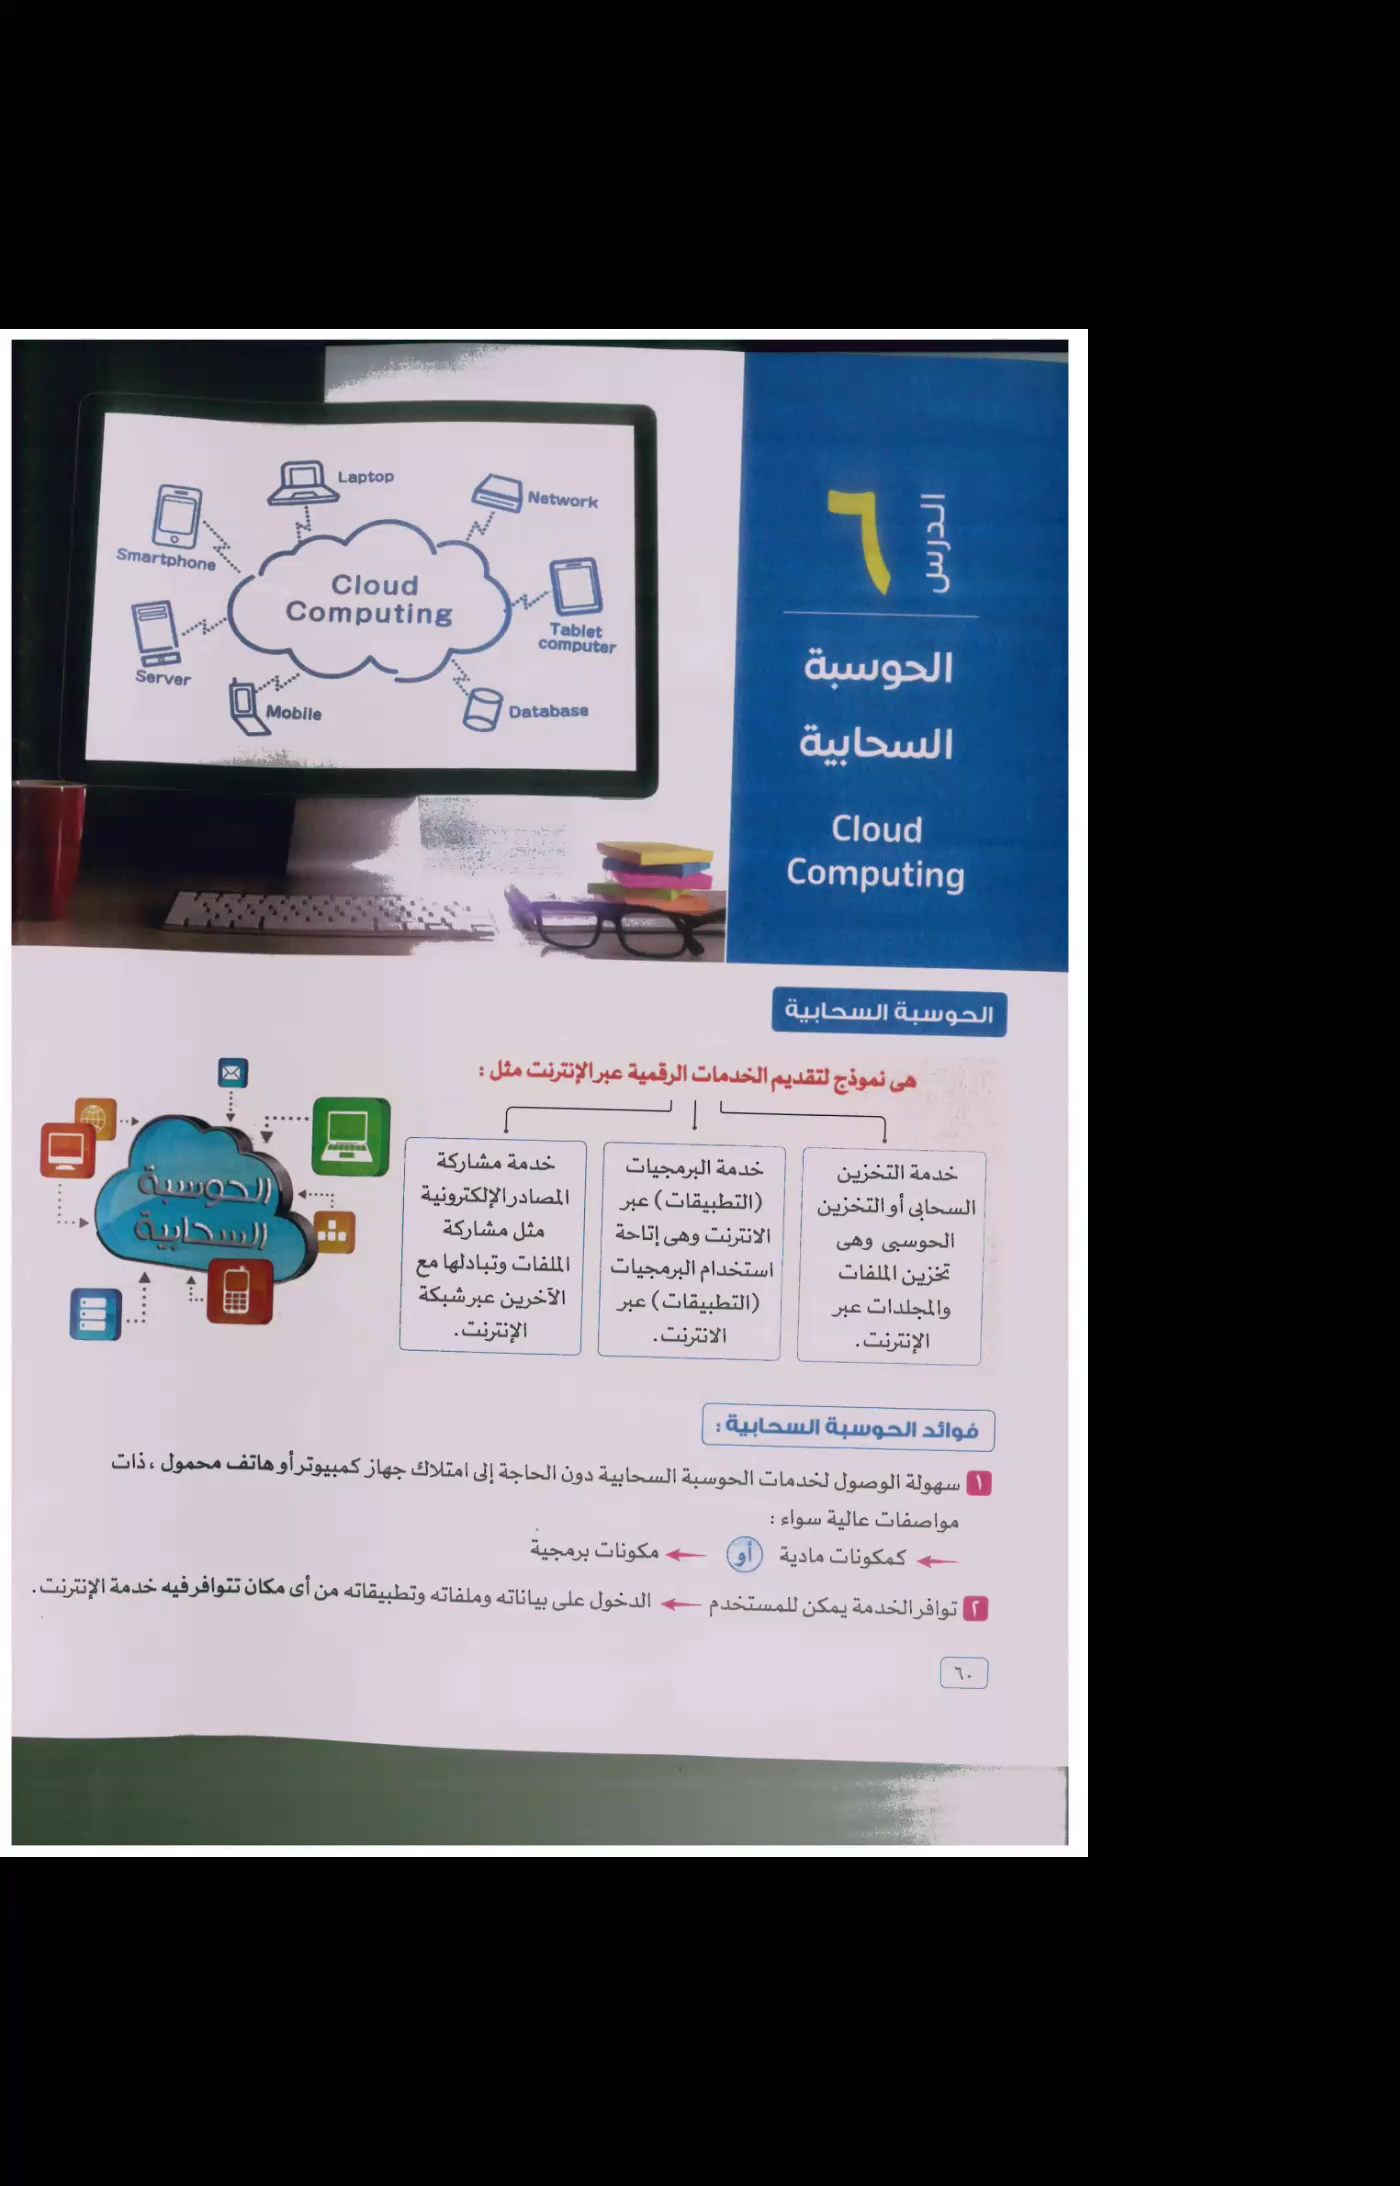 Laptop
Network
Smartphone
Cloud
Computing
Tablet
computer
Server
Mobile
Database
الدرس
٦
الحوسبة
السحابية
Cloud
Computing
الحوسبة السحابية
هى نموذج لتقديم الخدمات الرقمية عبر الإنترنت مثل :
خدمة التخزين
السحابى أو التخزين
الحوسبى وهى
تخزين الملفات
والمجلدات عبر
الإنترنت .
خدمة البرمجيات
(التطبيقات) عبر
الانترنت وهى إتاحة
استخدام البرمجيات
(التطبيقات) عبر
الانترنت .
خدمة مشاركة
المصادر الإلكترونية
مثل مشاركة
الملفات وتبادلها مع
الآخرين عبر شبكة
الإنترنت .
الحوسبة
السحابية
فوائد الحوسبة السحابية :
١ سهولة الوصول لخدمات الحوسبة السحابية دون الحاجة إلى امتلاك جهاز كمبيوتر أو هاتف محمول ، ذات
مواصفات عالية سواء :
كمكونات مادية أو مكونات برمجية
٢ توافر الخدمة يمكن للمستخدم الدخول على بياناته وملفاته وتطبيقاته من أى مكان تتوافر فيه خدمة الإنترنت .
٦٠